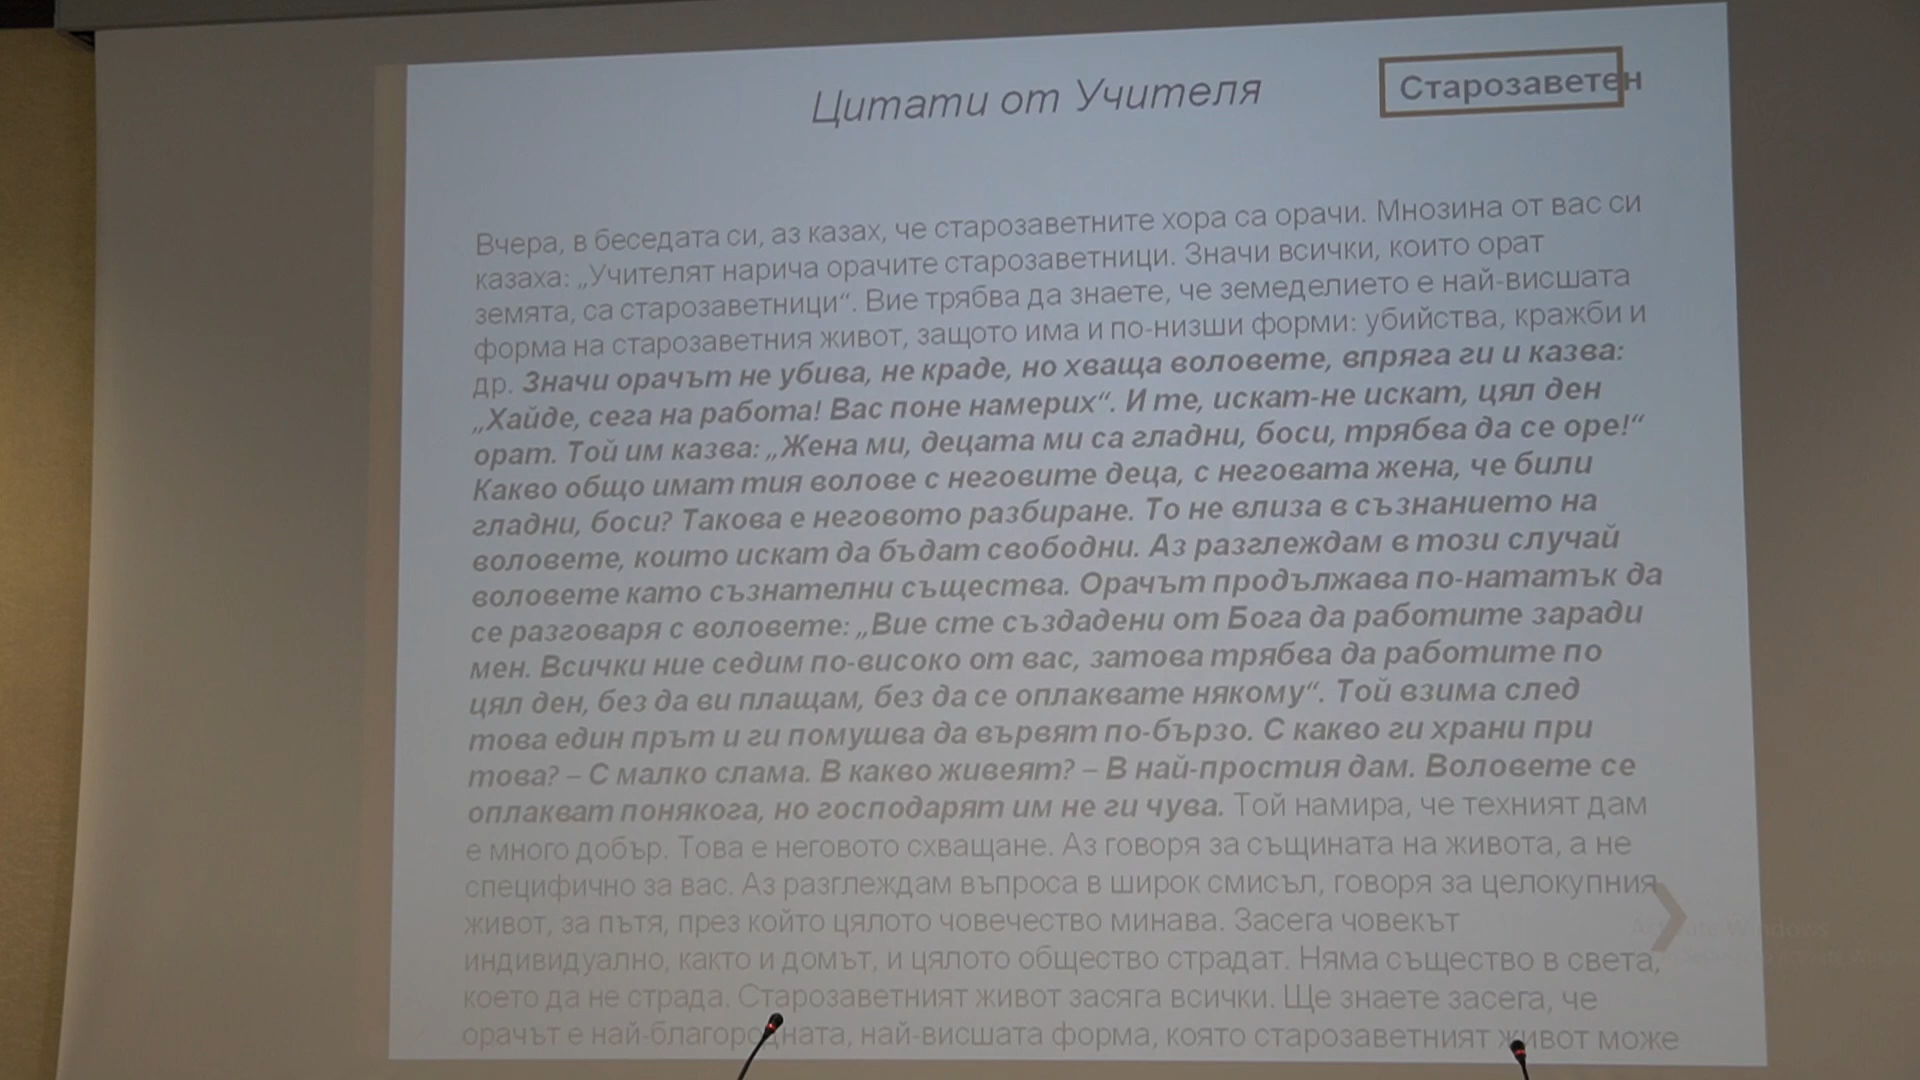 Цитати от Учителя
Старозаветен
Вчера, в беседата си, аз казах, че старозаветните хора са орачи. Мнозина от вас си
казаха: „Учителят нарича орачите старозаветници. Значи всички, които орат
земята, са старозаветници“. Вие трябва да знаете, че земеделието е най-висшата
форма на старозаветния живот, защото има и по-низши форми: убийства, кражби и
др. Значи орачът не убива, не краде, но хваща воловете, впряга ги и казва:
„Хайде, сега на работа! Вас поне намерих“. И те, искат-не искат, цял ден
орат. Той им казва: „Жена ми, децата ми са гладни, боси, трябва да се оре!“
Какво общо имат тия волове с неговите деца, с неговата жена, че били
гладни, боси? Такова е неговото разбиране. То не влиза в съзнанието на
воловете, които искат да бъдат свободни. Аз разглеждам в този случай
воловете като съзнателни същества. Орачът продължава по-нататък да
се разговаря с воловете: „Вие сте създадени от Бога да работите заради
мен. Всички ние седим по-високо от вас, затова трябва да работите по
цял ден, без да ви плащам, без да се оплаквате някому“. Той взима след
това един прът и ги помушва да вървят по-бързо. С какво ги храни при
това? – С малко слама. В какво живеят? – В най-простия дам. Воловете се
оплакват понякога, но господарят им не ги чува. Той намира, че техният дам
е много добър. Това е неговото схващане. Аз говоря за същината на живота, а не
специфично за вас. Аз разглеждам въпроса в широк смисъл, говоря за целокупния
живот, за пътя, през който цялото човечество минава. Засега човекът
индивидуално, както и домът, и цялото общество страдат. Няма същество в света,
което да не страда. Старозаветният живот засяга всички. Ще знаете засега, че
орачът е най-благородната, най-висшата форма, която старозаветният живот може